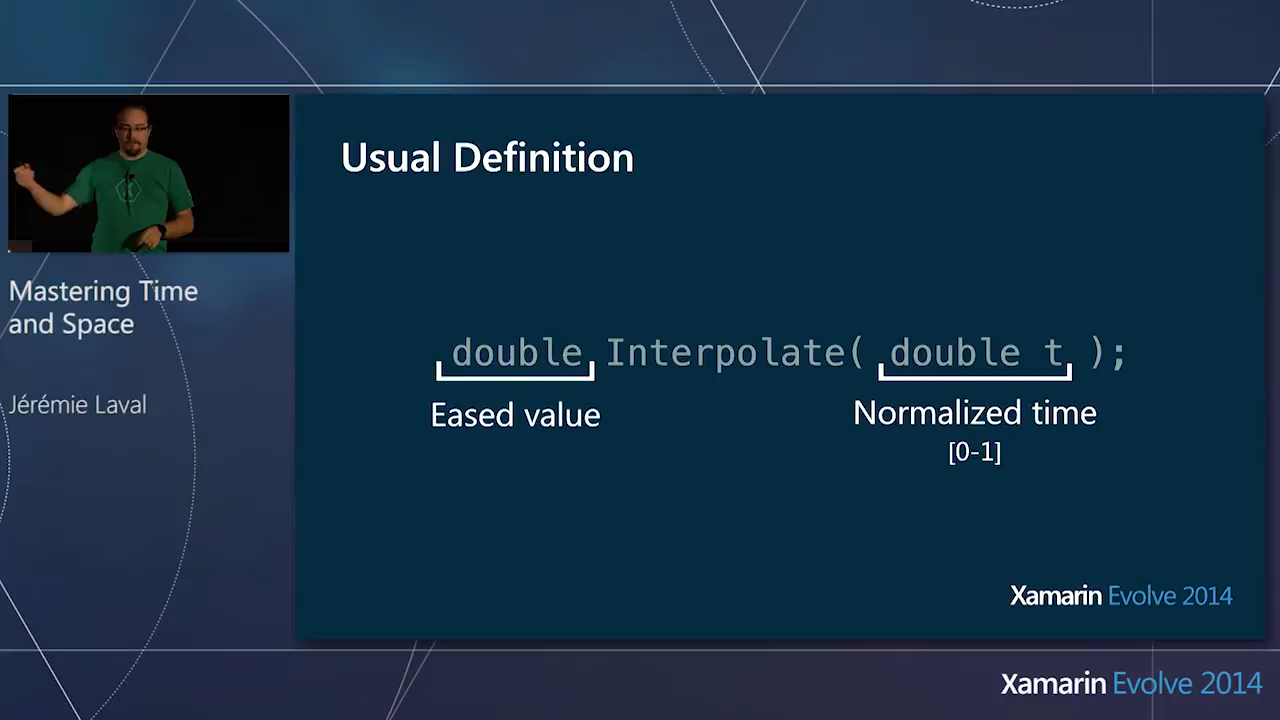 Usual Definition
double Interpolate( double t );
Eased value
Normalized time
[0-1]
Xamarin Evolve 2014
Mastering Time
and Space
Jérémie Laval
Xamarin Evolve 2014